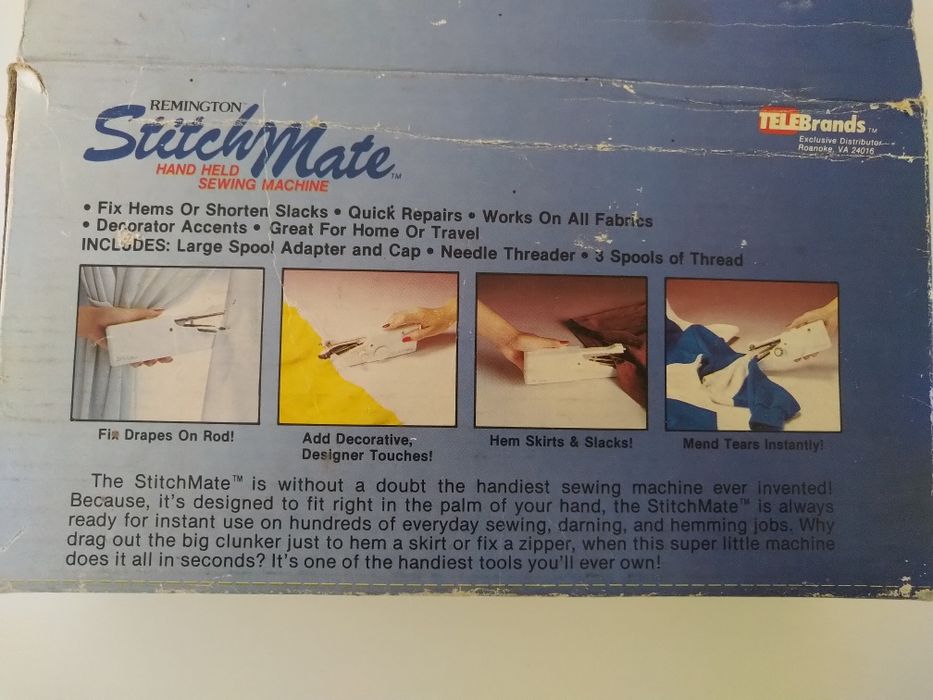 REMINGTON™
StitchMate™
HAND HELD
SEWING MACHINE
TELEBrands™
Exclusive Distributor
Roanoke, VA 24016
• Fix Hems Or Shorten Slacks • Quick Repairs • Works On All Fabrics
• Decorator Accents • Great For Home Or Travel
INCLUDES: Large Spool Adapter and Cap • Needle Threader • 3 Spools of Thread
Fix Drapes On Rod!
Add Decorative,
Designer Touches!
Hem Skirts & Slacks!
Mend Tears Instantly!
The StitchMate™ is without a doubt the handiest sewing machine ever invented!
Because, it's designed to fit right in the palm of your hand, the StitchMate™ is always
ready for instant use on hundreds of everyday sewing, darning, and hemming jobs. Why
drag out the big clunker just to hem a skirt or fix a zipper, when this super little machine
does it all in seconds? It's one of the handiest tools you'll ever own!